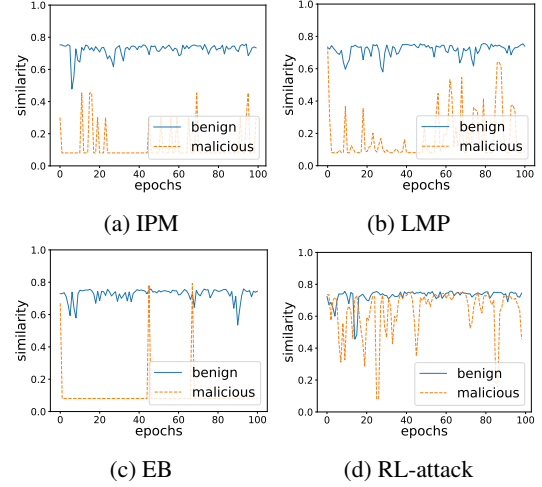 1.0
0.8
0.6
0.4
0.2
0.0
similarity
benign
malicious
0 20 40 60 80 100
epochs
(a) IPM
1.0
0.8
0.6
0.4
0.2
0.0
similarity
benign
malicious
0 20 40 60 80 100
epochs
(b) LMP
1.0
0.8
0.6
0.4
0.2
0.0
similarity
benign
malicious
0 20 40 60 80 100
epochs
(c) EB
1.0
0.8
0.6
0.4
0.2
0.0
similarity
benign
malicious
0 20 40 60 80 100
epochs
(d) RL-attack